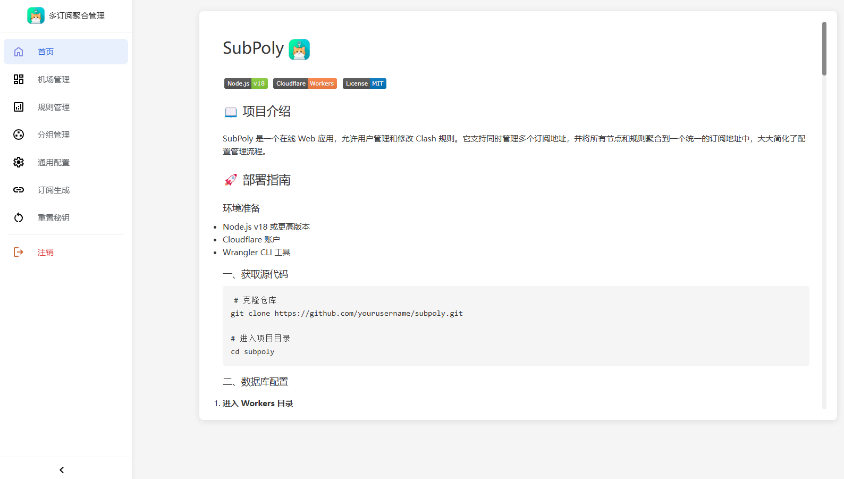 多订阅聚合管理
首页
机场管理
规则管理
分组管理
通用配置
订阅生成
重置秘钥
注销
SubPoly
Node.js v18 Cloudflare Workers License MIT
项目介绍
SubPoly 是一个在线 Web 应用，允许用户管理和修改 Clash 规则。它支持同时管理多个订阅地址，并将所有节点和规则聚合到一个统一的订阅地址中，大大简化了配
置管理流程。
部署指南
环境准备
Node.js v18 或更高版本
Cloudflare 账户
Wrangler CLI 工具
一、获取源代码
# 克隆仓库
git clone https://github.com/yourusername/subpoly.git
# 进入项目目录
cd subpoly
二、数据库配置
1. 进入 Workers 目录